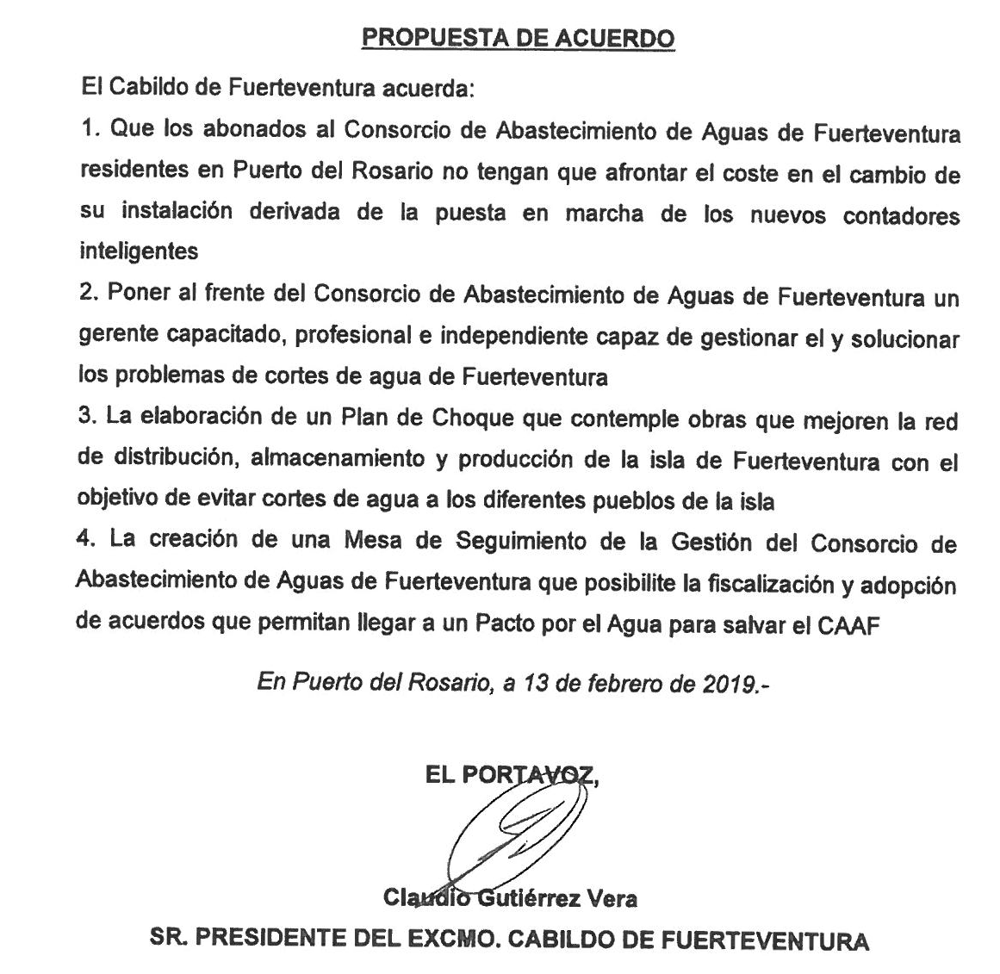 PROPUESTA DE ACUERDO
El Cabildo de Fuerteventura acuerda:
1. Que los abonados al Consorcio de Abastecimiento de Aguas de Fuerteventura
residentes en Puerto del Rosario no tengan que afrontar el coste en el cambio de
su instalación derivada de la puesta en marcha de los nuevos contadores
inteligentes
2. Poner al frente del Consorcio de Abastecimiento de Aguas de Fuerteventura un
gerente capacitado, profesional e independiente capaz de gestionar el y solucionar
los problemas de cortes de agua de Fuerteventura
3. La elaboración de un Plan de Choque que contemple obras que mejoren la red
de distribución, almacenamiento y producción de la isla de Fuerteventura con el
objetivo de evitar cortes de agua a los diferentes pueblos de la isla
4. La creación de una Mesa de Seguimiento de la Gestión del Consorcio de
Abastecimiento de Aguas de Fuerteventura que posibilite la fiscalización y adopción
de acuerdos que permitan llegar a un Pacto por el Agua para salvar el CAAF
En Puerto del Rosario, a 13 de febrero de 2019.-
EL PORTAVOZ,
Claudio Gutiérrez Vera
SR. PRESIDENTE DEL EXCMO. CABILDO DE FUERTEVENTURA